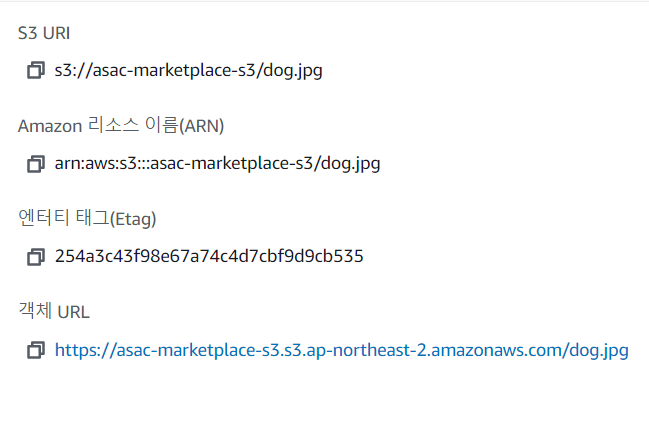 S3 URI
s3://asac-marketplace-s3/dog.jpg
Amazon 리소스 이름(ARN)
arn:aws:s3:::asac-marketplace-s3/dog.jpg
엔터티 태그(Etag)
254a3c43f98e67a74c4d7cbf9d9cb535
객체 URL
https://asac-marketplace-s3.s3.ap-northeast-2.amazonaws.com/dog.jpg